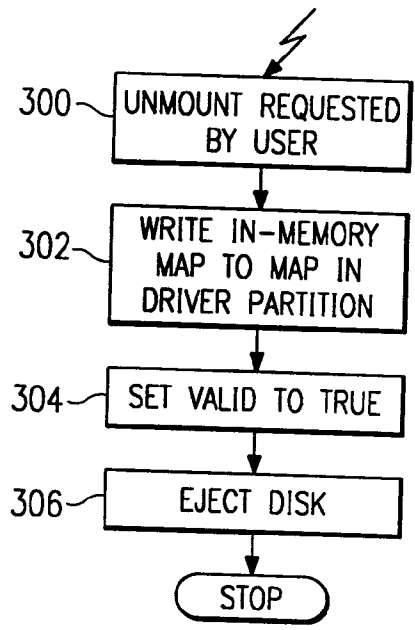 300
UNMOUNT REQUESTED
BY USER
302
WRITE IN-MEMORY
MAP TO MAP IN
DRIVER PARTITION
304
SET VALID TO TRUE
306
EJECT DISK
STOP